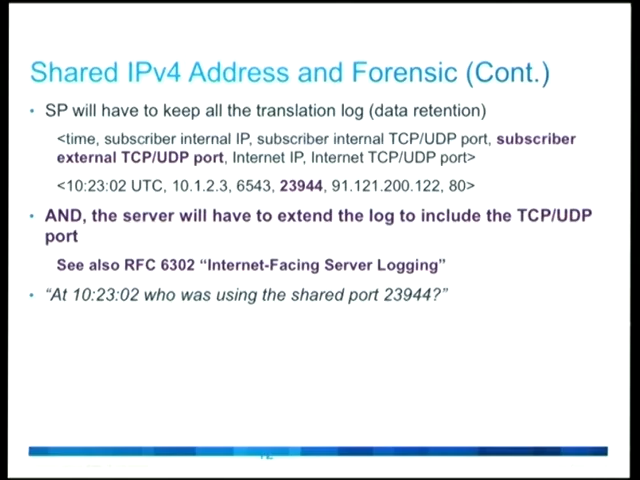 Shared IPv4 Address and Forensic (Cont.)
• SP will have to keep all the translation log (data retention)
<time, subscriber internal IP, subscriber internal TCP/UDP port, subscriber
external TCP/UDP port, Internet IP, Internet TCP/UDP port>
<10:23:02 UTC, 10.1.2.3, 6543, 23944, 91.121.200.122, 80>
• AND, the server will have to extend the log to include the TCP/UDP
port
See also RFC 6302 “Internet-Facing Server Logging”
• “At 10:23:02 who was using the shared port 23944?”